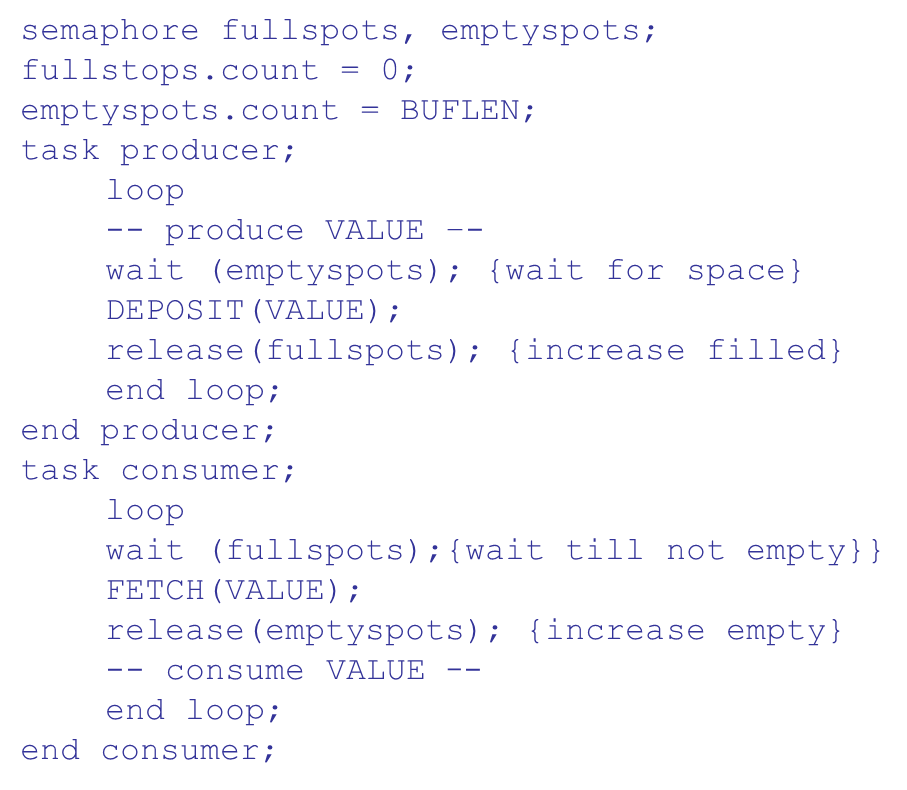 semaphore fullspots, emptyspots;
fullstops.count = 0;
emptyspots.count = BUFLEN;
task producer;
loop
-- produce VALUE –-
wait (emptyspots); {wait for space}
DEPOSIT(VALUE);
release(fullspots); {increase filled}
end loop;
end producer;
task consumer;
loop
wait (fullspots);{wait till not empty}}
FETCH(VALUE);
release(emptyspots); {increase empty}
-- consume VALUE --
end loop;
end consumer;